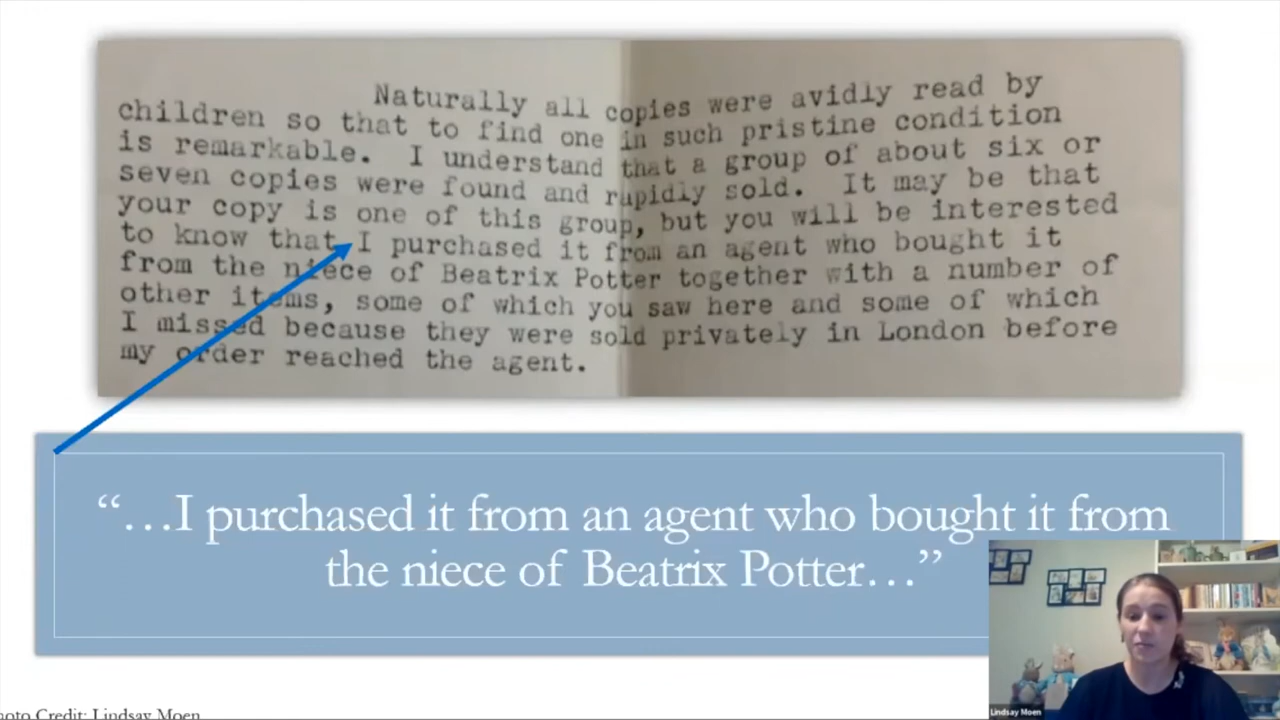 Naturally all copies were avidly read by
children so that to find one in such pristine condition
is remarkable. I understand that a group of about six or
seven copies were found and rapidly sold. It may be that
your copy is one of this group, but you will be interested
to know that I purchased it from an agent who bought it
from the niece of Beatrix Potter together with a number of
other items, some of which you saw here and some of which
I missed because they were sold privately in London before
my order reached the agent.
“…I purchased it from an agent who bought it from
the niece of Beatrix Potter…”
Lindsay Moen
oto Credit: Lindsay Moen